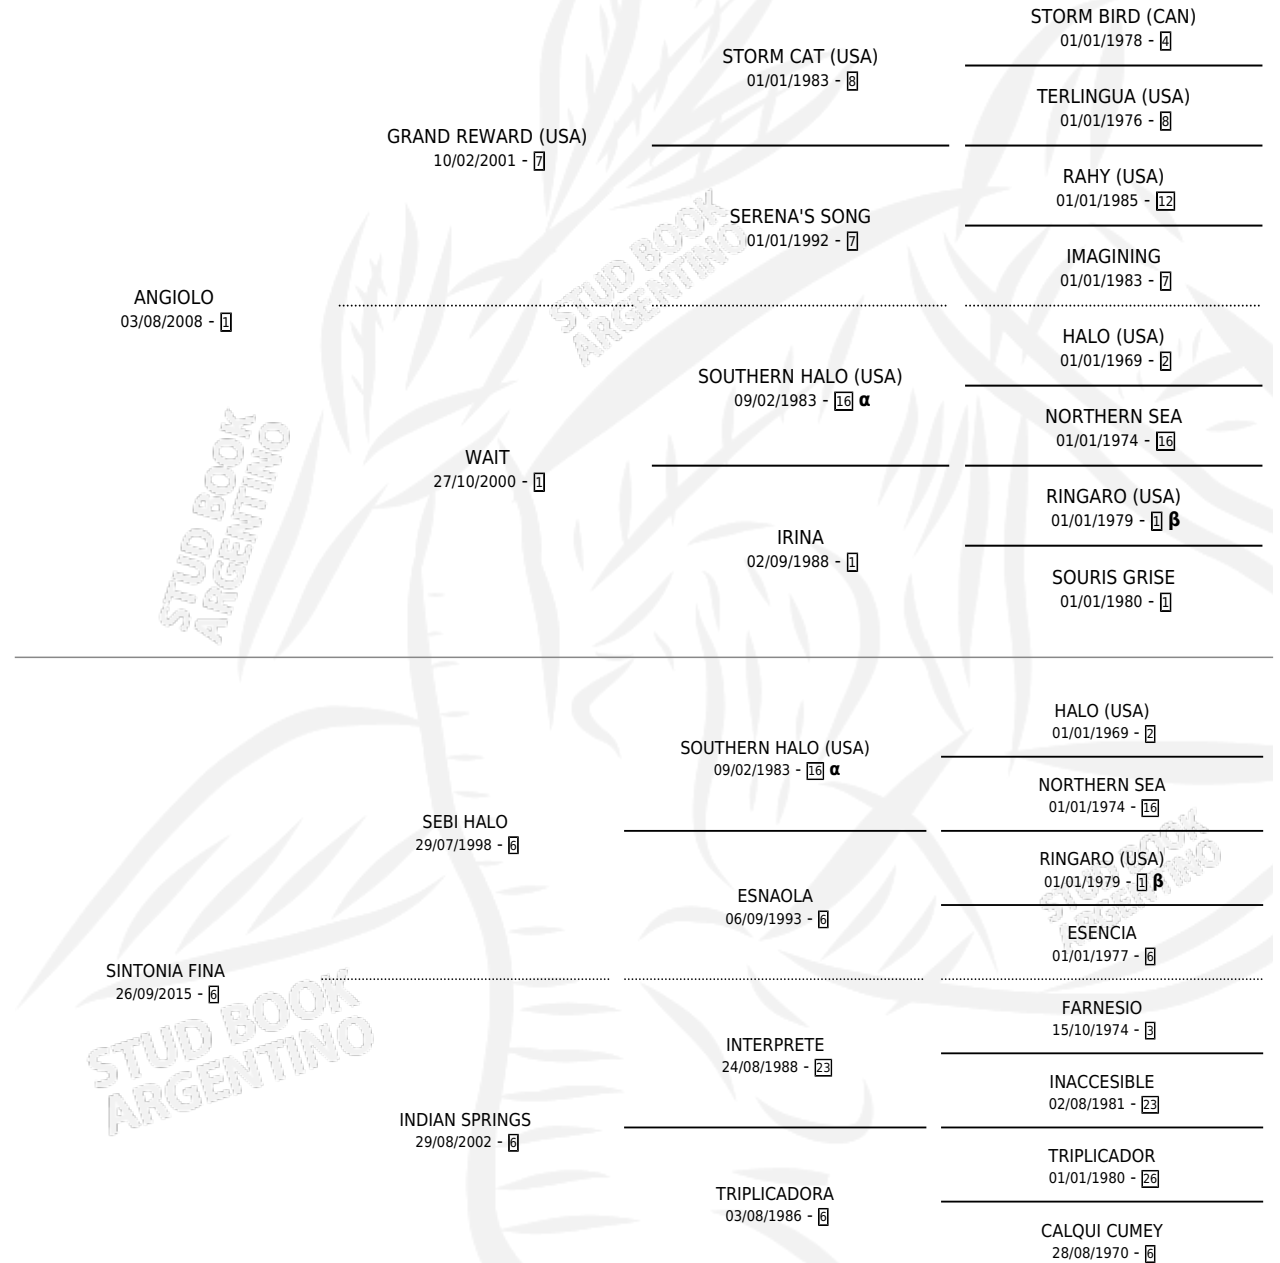 STORM BIRD (CAN)
01/01/1978 - 4
STORM CAT (USA)
01/01/1983 - 8
TERLINGUA (USA)
01/01/1976 - 8
GRAND REWARD (USA)
10/02/2001 - 7
RAHY (USA)
01/01/1985 - 12
SERENA'S SONG
01/01/1992 - 7
IMAGINING
01/01/1983 - 7
STUD BOOK
ARGENTINO
ANGIOLO
03/08/2008 - 1
HALO (USA)
01/01/1969 - 2
SOUTHERN HALO (USA)
09/02/1983 - 16 α
NORTHERN SEA
01/01/1974 - 16
WAIT
27/10/2000 - 1
RINGARO (USA)
01/01/1979 - 1 β
IRINA
02/09/1988 - 1
SOURIS GRISE
01/01/1980 - 1
STUD BOOK
ARGENTINO
HALO (USA)
01/01/1969 - 2
SOUTHERN HALO (USA)
09/02/1983 - 16 α
NORTHERN SEA
01/01/1974 - 16
SEBI HALO
29/07/1998 - 6
RINGARO (USA)
01/01/1979 - 1 β
ESNAOLA
06/09/1993 - 6
ESENCIA
01/01/1977 - 6
STUD BOOK
ARGENTINO
SINTONIA FINA
26/09/2015 - 6
FARNESIO
15/10/1974 - 3
INTERPRETE
24/08/1988 - 23
INACCESIBLE
02/08/1981 - 23
INDIAN SPRINGS
29/08/2002 - 6
TRIPLICADOR
01/01/1980 - 26
TRIPLICADORA
03/08/1986 - 6
CALQUI CUMEY
28/08/1970 - 6
STUD BOOK
ARGENTINO